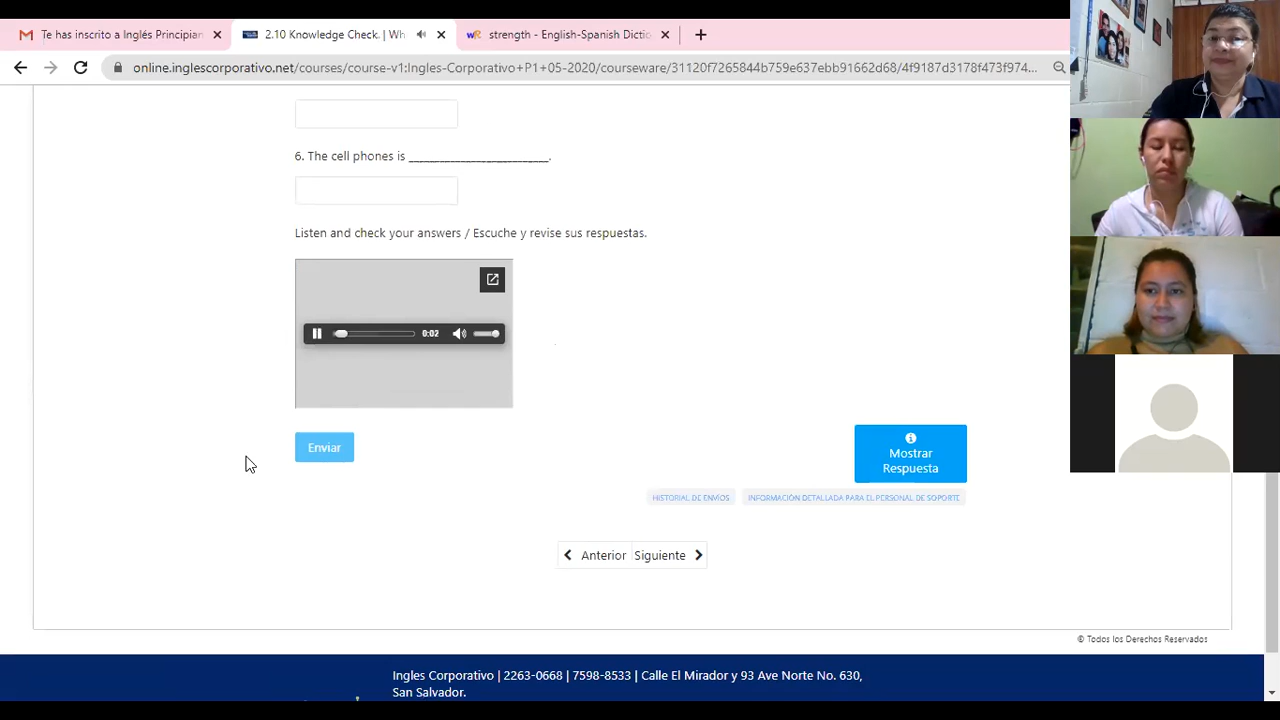 Te has inscrito a Inglés Principian
2.10 Knowledge Check. | Wh
strength - English-Spanish Dictio
online.inglescorporativo.net/courses/course-v1:Ingles-Corporativo+P1+05-2020/courseware/31120f7265844b759e637ebb91662d68/4f9187d3178f473f974...
6. The cell phones is _________________________.
Listen and check your answers / Escuche y revise sus respuestas.
0:02
Enviar
Mostrar
Respuesta
HISTORIAL DE ENVÍOS
INFORMACIÓN DETALLADA PARA EL PERSONAL DE SOPORTE
Anterior Siguiente
© Todos los Derechos Reservados
Ingles Corporativo | 2263-0668 | 7598-8533 | Calle El Mirador y 93 Ave Norte No. 630,
San Salvador.